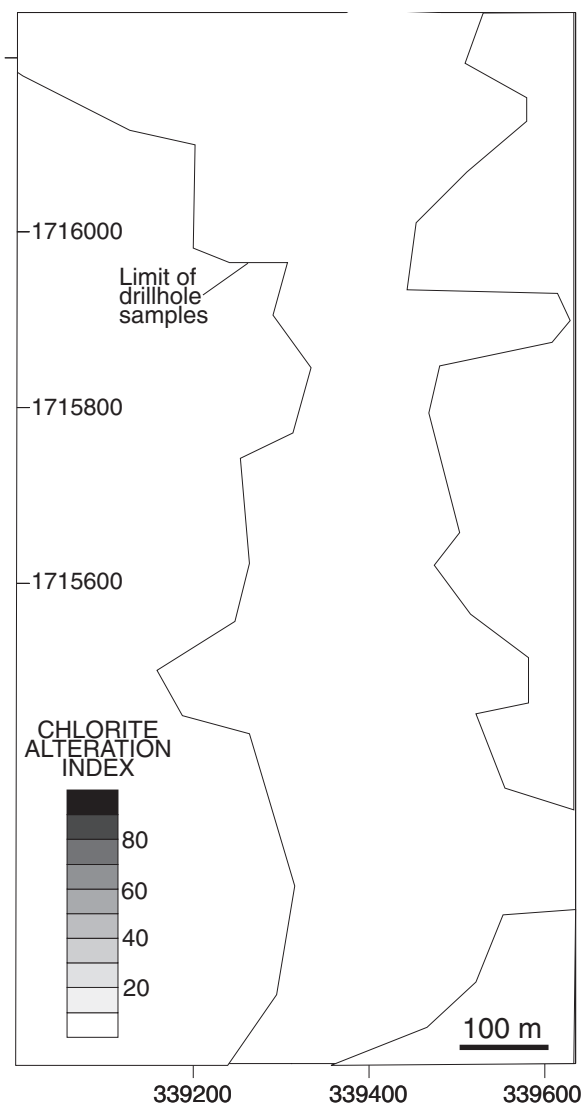 1716000
Limit of
drillhole
samples
1715800
1715600
CHLORITE
ALTERATION
INDEX
80
60
40
20
100 m
339200
339400
339600